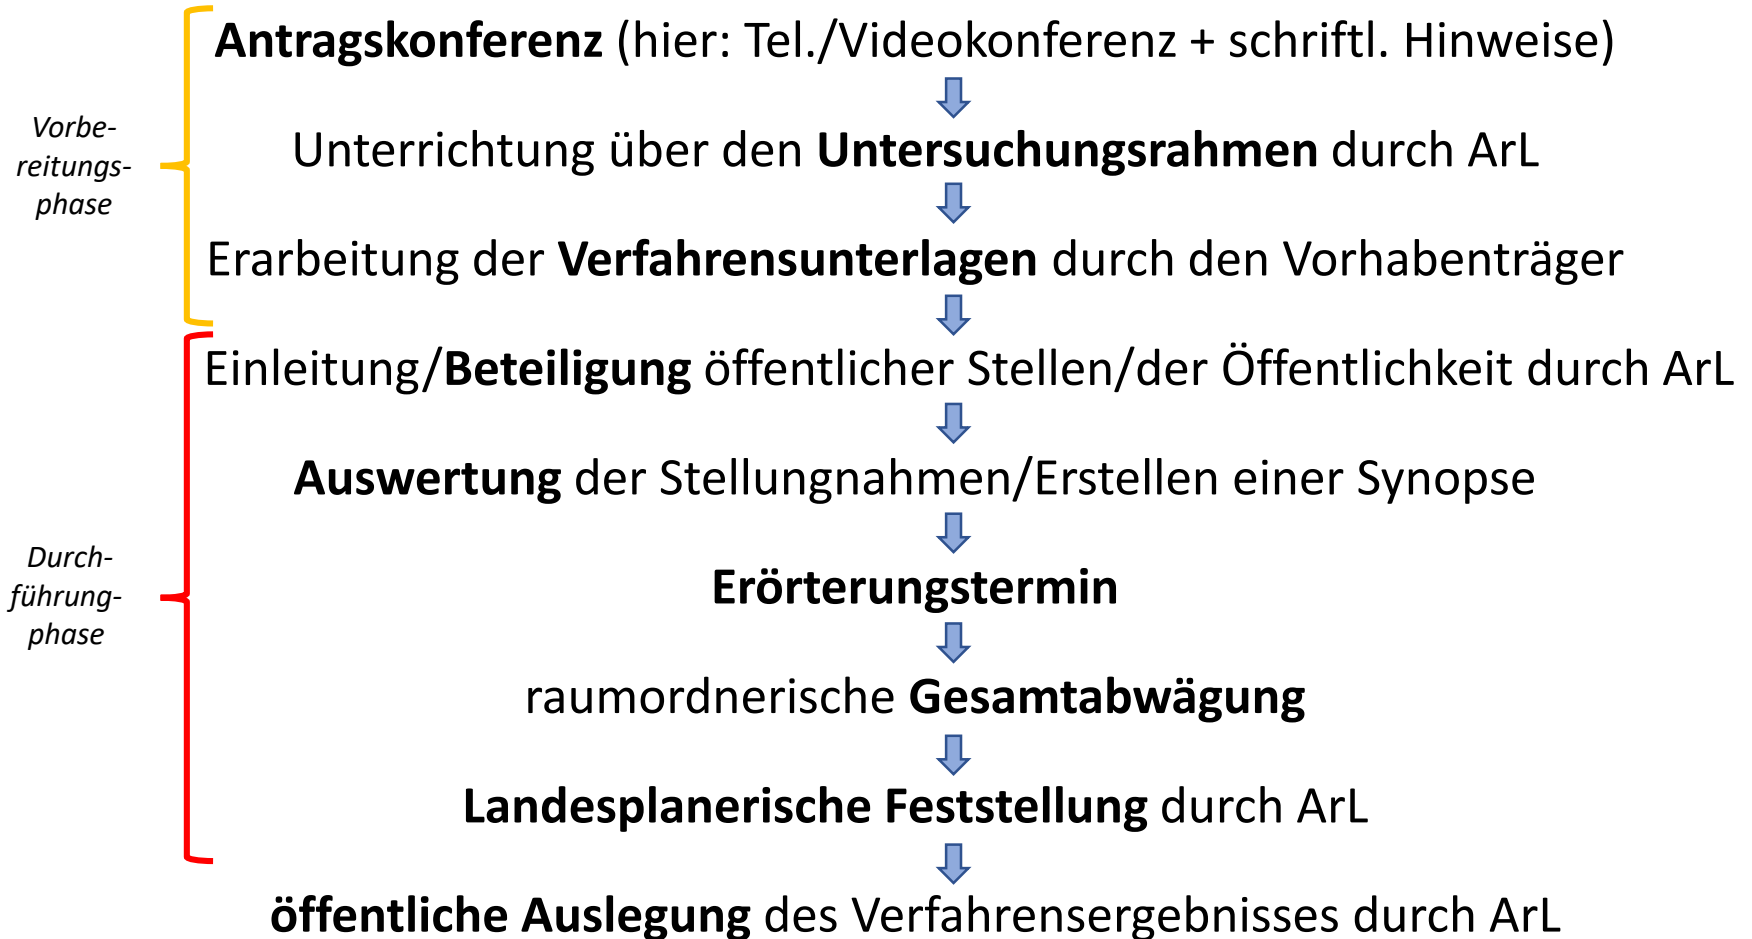 Antragskonferenz (hier: Tel./Videokonferenz + schriftl. Hinweise)
Vorbe-
reitungs-
phase
Unterrichtung über den Untersuchungsrahmen durch ArL
Erarbeitung der Verfahrensunterlagen durch den Vorhabenträger
Einleitung/Beteiligung öffentlicher Stellen/der Öffentlichkeit durch ArL
Auswertung der Stellungnahmen/Erstellen einer Synopse
Durch-
führung-
phase
Erörterungstermin
raumordnerische Gesamtabwägung
Landesplanerische Feststellung durch ArL
öffentliche Auslegung des Verfahrensergebnisses durch ArL